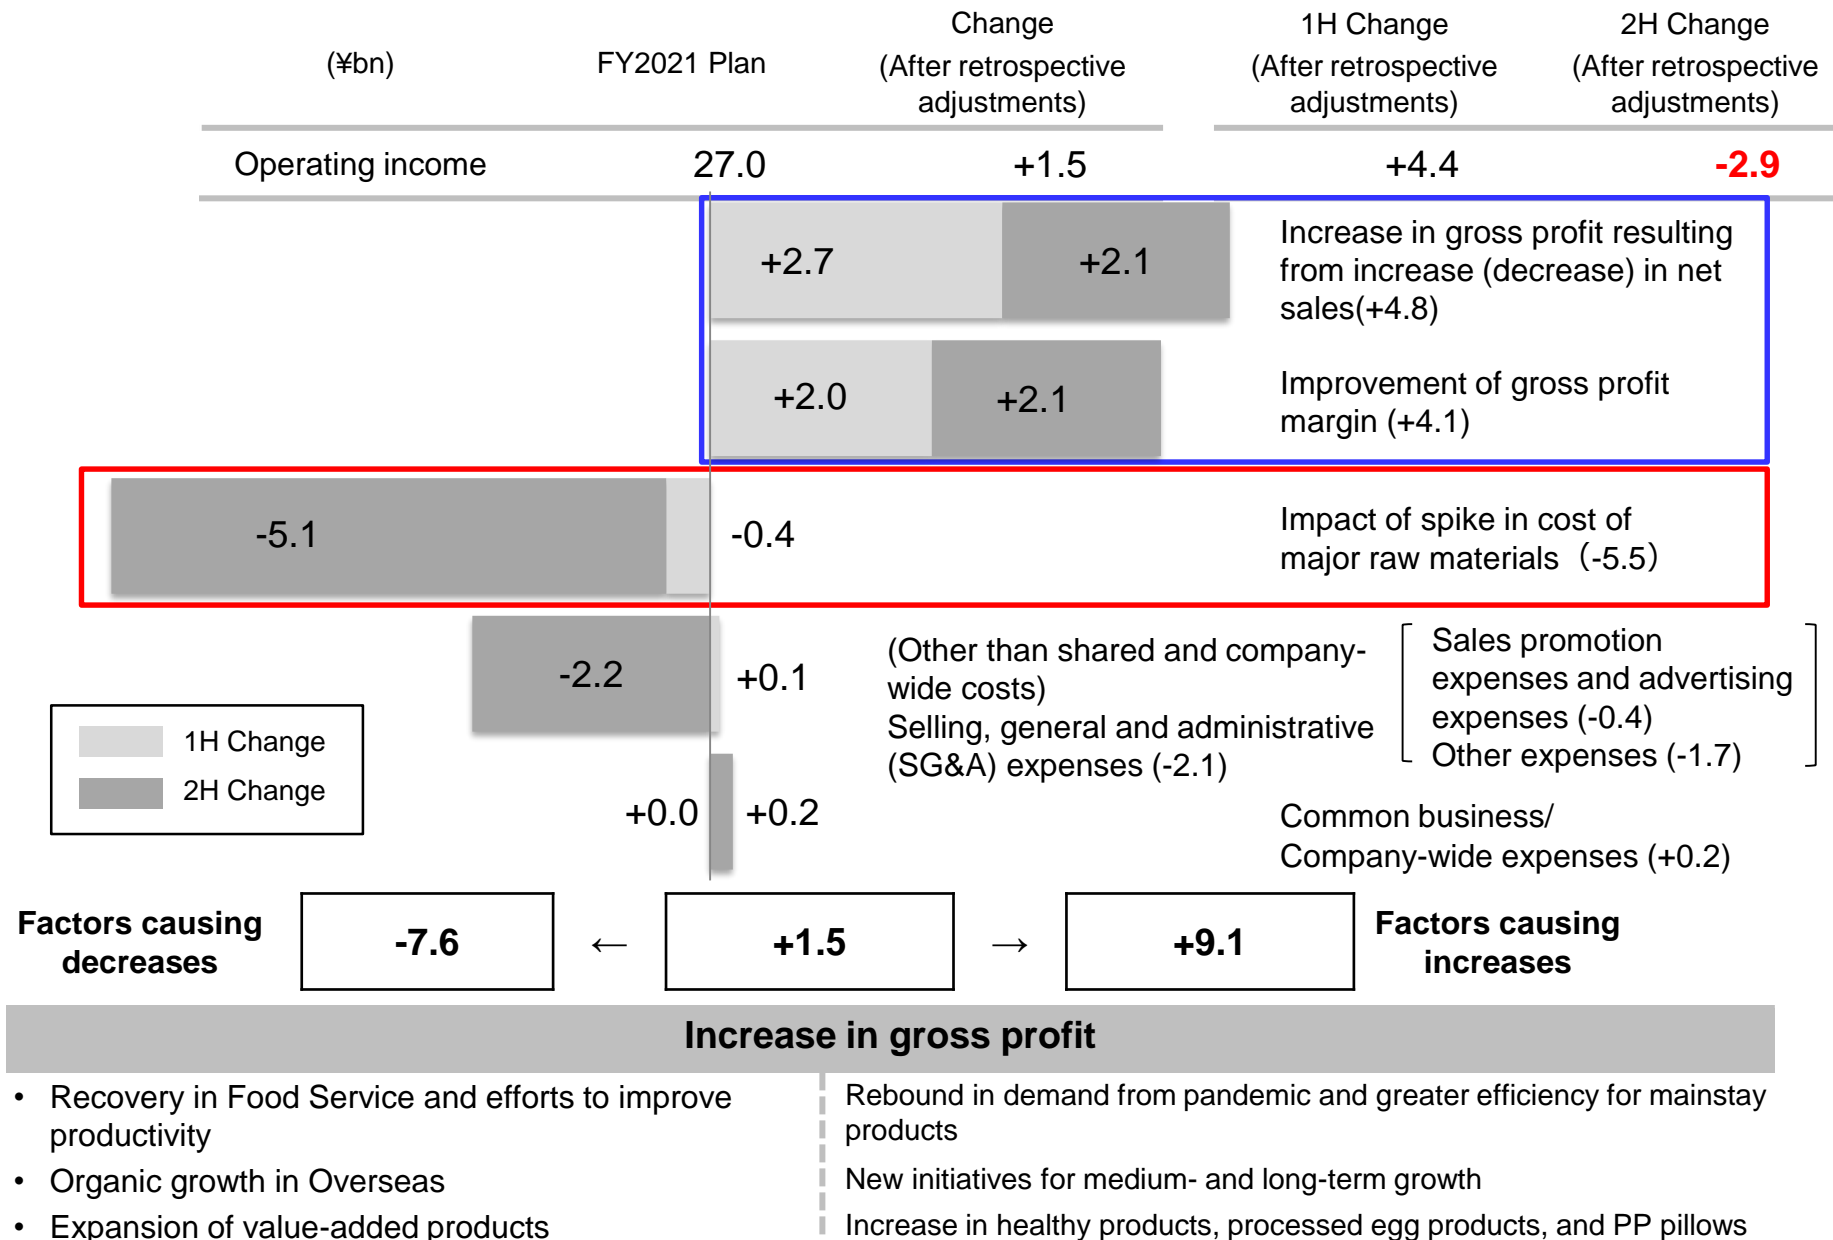 (¥bn)
FY2021 Plan
Change
(After retrospective
adjustments)
1H Change
(After retrospective
adjustments)
2H Change
(After retrospective
adjustments)
Operating income
27.0
+1.5
+4.4
-2.9
+2.7
+2.1
Increase in gross profit resulting
from increase (decrease) in net
sales(+4.8)
+2.0
+2.1
Improvement of gross profit
margin (+4.1)
-5.1
-0.4
Impact of spike in cost of
major raw materials（-5.5）
-2.2
+0.1
(Other than shared and company-
wide costs)
Selling, general and administrative
(SG&A) expenses (-2.1)
Sales promotion
expenses and advertising
expenses (-0.4)
Other expenses (-1.7)
1H Change
2H Change
+0.0
+0.2
Common business/
Company-wide expenses (+0.2)
Factors causing
decreases
-7.6
←
+1.5
→
+9.1
Factors causing
increases
Increase in gross profit
• Recovery in Food Service and efforts to improve
productivity
• Organic growth in Overseas
• Expansion of value-added products
Rebound in demand from pandemic and greater efficiency for mainstay
products
New initiatives for medium- and long-term growth
Increase in healthy products, processed egg products, and PP pillows